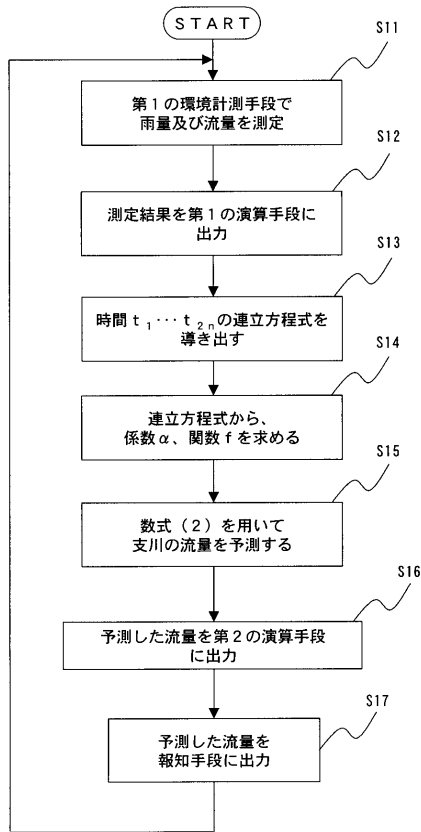 START
S11
第1の環境計測手段で
雨量及び流量を測定
S12
測定結果を第1の演算手段に
出力
S13
時間t₁···t₂ₙの連立方程式を
導き出す
S14
連立方程式から、
係数α、関数fを求める
S15
数式(2)を用いて
支川の流量を予測する
S16
予測した流量を第2の演算手段
に出力
S17
予測した流量を
報知手段に出力